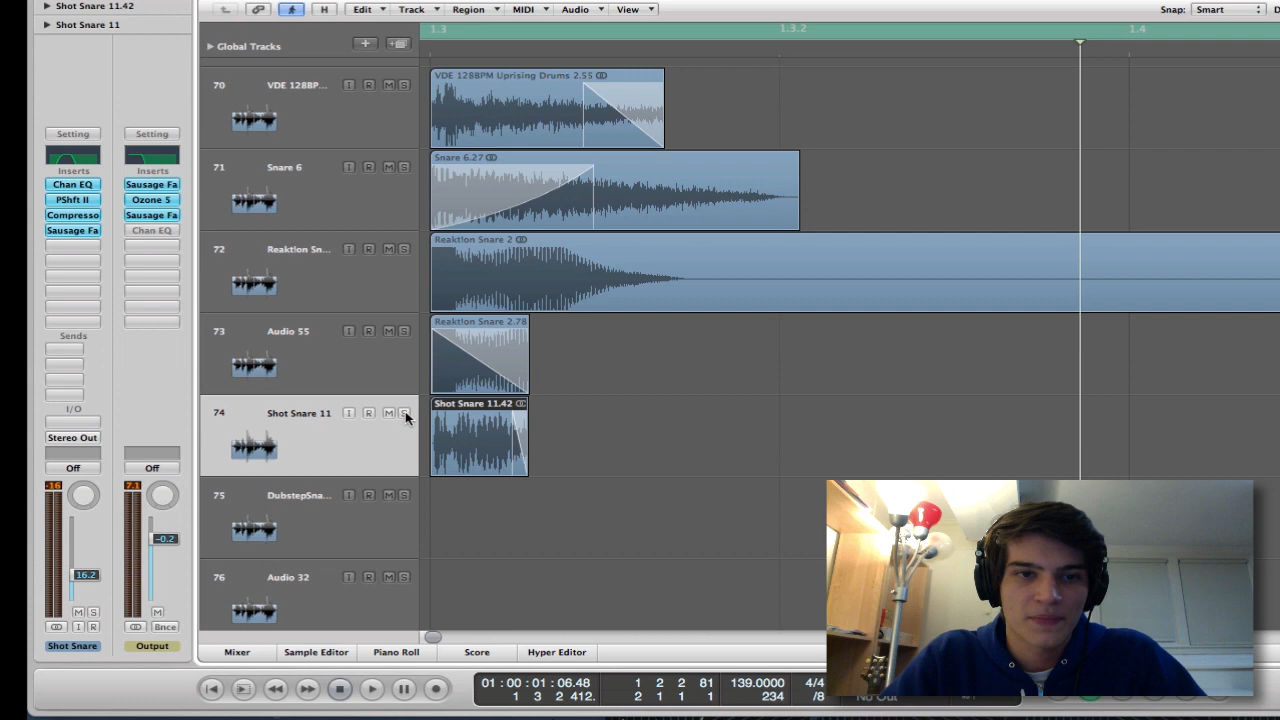 Shot Snare 11.42
Shot Snare 11
H Edit Track Region MIDI Audio View Snap: Smart
Global Tracks
1.3 1.3.2 1.4
70 VDE 128BP... I R M S
VDE 128BPM Uprising Drums 2.55
71 Snare 6 I R M S
Snare 6.27
72 Reaktion Sn... I R M S
Reaktion Snare 2
73 Audio 55 I R M S
Reaktion Snare 2.78
74 Shot Snare 11 I R M S
Shot Snare 11.42
75 DubstepSna... I R M S
76 Audio 32 I R M S
Setting Setting
Inserts Inserts
Chan EQ Sausage Fa
PShft II Ozone 5
Compresso Sausage Fa
Sausage Fa Chan EQ
Sends
I/O
Stereo Out
Off Off
-16 7.1
-0.2
16.2
M S M
I R Bnce
Shot Snare Output
Mixer Sample Editor Piano Roll Score Hyper Editor
01:00:01:06.48 1 2 2 81 139.0000 4/4
1 3 2 412. 2 1 1 1 234 /8
No Out